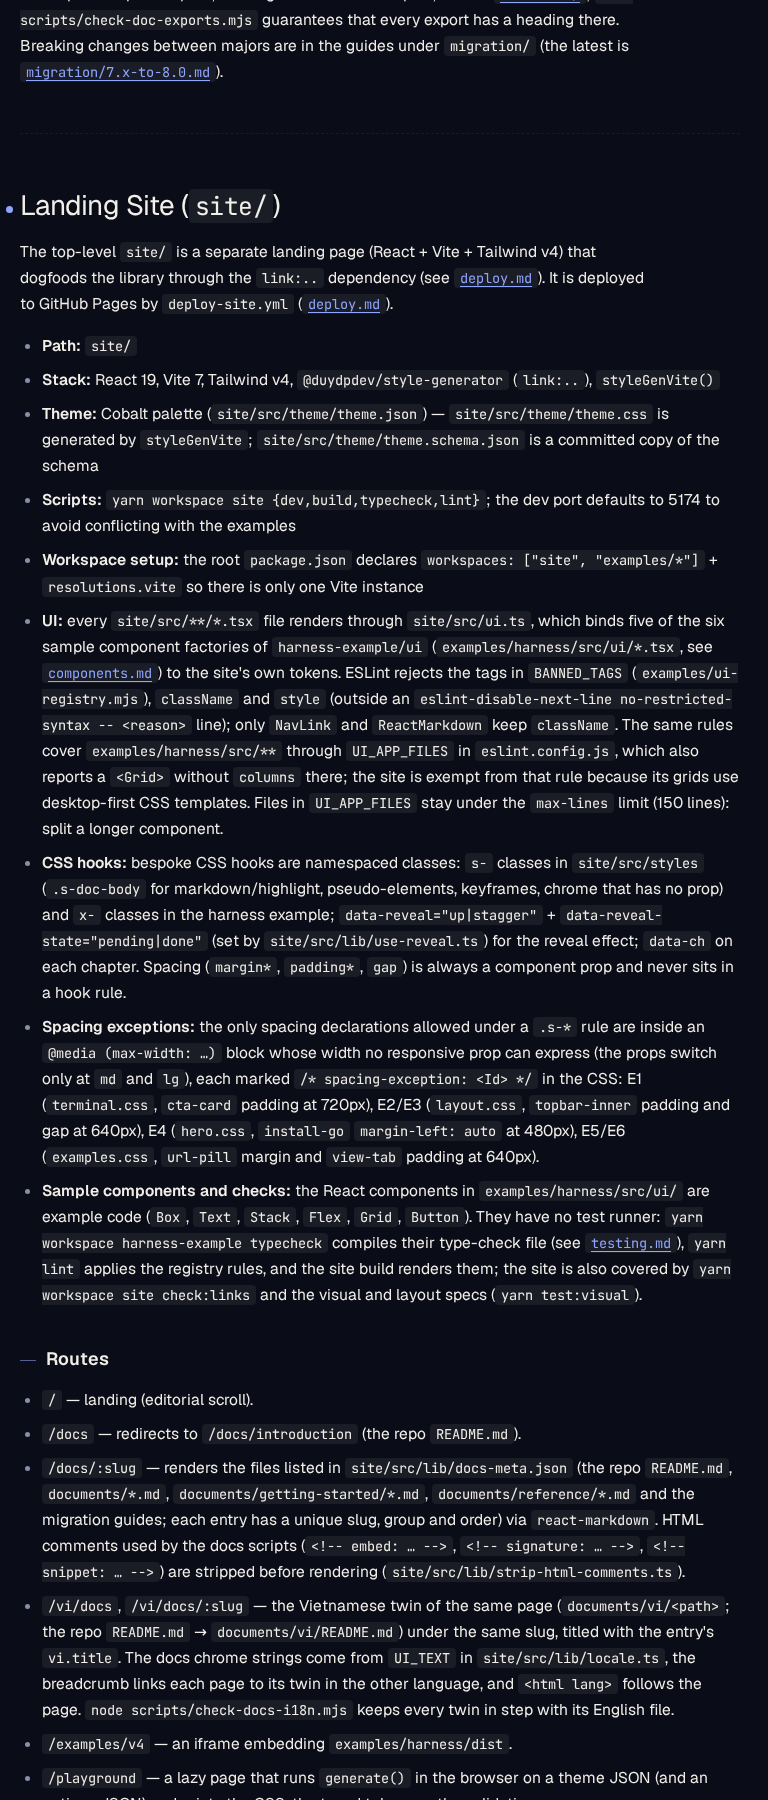 scripts/check-doc-exports.mjs guarantees that every export has a heading there.
Breaking changes between majors are in the guides under migration/ (the latest is
migration/7.x-to-8.0.md).
Landing Site (site/)
The top-level site/ is a separate landing page (React + Vite + Tailwind v4) that
dogfoods the library through the link:.. dependency (see deploy.md). It is deployed
to GitHub Pages by deploy-site.yml (deploy.md).
• Path: site/
• Stack: React 19, Vite 7, Tailwind v4, @duydpdev/style-generator (link:..), styleGenVite()
• Theme: Cobalt palette (site/src/theme/theme.json) — site/src/theme/theme.css is
generated by styleGenVite; site/src/theme/theme.schema.json is a committed copy of the
schema
• Scripts: yarn workspace site {dev,build,typecheck,lint}; the dev port defaults to 5174 to
avoid conflicting with the examples
• Workspace setup: the root package.json declares workspaces: ["site", "examples/*"] +
resolutions.vite so there is only one Vite instance
• UI: every site/src/**/*.tsx file renders through site/src/ui.ts, which binds five of the six
sample component factories of harness-example/ui (examples/harness/src/ui/*.tsx, see
components.md) to the site's own tokens. ESLint rejects the tags in BANNED_TAGS (examples/ui-
registry.mjs), className and style (outside an eslint-disable-next-line no-restricted-
syntax -- <reason> line); only NavLink and ReactMarkdown keep className. The same rules
cover examples/harness/src/** through UI_APP_FILES in eslint.config.js, which also
reports a <Grid> without columns there; the site is exempt from that rule because its grids use
desktop-first CSS templates. Files in UI_APP_FILES stay under the max-lines limit (150 lines):
split a longer component.
• CSS hooks: bespoke CSS hooks are namespaced classes: s- classes in site/src/styles
(.s-doc-body for markdown/highlight, pseudo-elements, keyframes, chrome that has no prop)
and x- classes in the harness example; data-reveal="up|stagger" + data-reveal-
state="pending|done" (set by site/src/lib/use-reveal.ts) for the reveal effect; data-ch on
each chapter. Spacing (margin*, padding*, gap) is always a component prop and never sits in
a hook rule.
• Spacing exceptions: the only spacing declarations allowed under a .s-* rule are inside an
@media (max-width: …) block whose width no responsive prop can express (the props switch
only at md and lg), each marked /* spacing-exception: <Id> */ in the CSS: E1
(terminal.css, cta-card padding at 720px), E2/E3 (layout.css, topbar-inner padding and
gap at 640px), E4 (hero.css, install-go margin-left: auto at 480px), E5/E6
(examples.css, url-pill margin and view-tab padding at 640px).
• Sample components and checks: the React components in examples/harness/src/ui/ are
example code (Box, Text, Stack, Flex, Grid, Button). They have no test runner: yarn
workspace harness-example typecheck compiles their type-check file (see testing.md), yarn
lint applies the registry rules, and the site build renders them; the site is also covered by yarn
workspace site check:links and the visual and layout specs (yarn test:visual).
— Routes
• / — landing (editorial scroll).
• /docs — redirects to /docs/introduction (the repo README.md).
• /docs/:slug — renders the files listed in site/src/lib/docs-meta.json (the repo README.md,
documents/*.md, documents/getting-started/*.md, documents/reference/*.md and the
migration guides; each entry has a unique slug, group and order) via react-markdown. HTML
comments used by the docs scripts (<!-- embed: … -->, <!-- signature: … -->, <!--
snippet: … -->) are stripped before rendering (site/src/lib/strip-html-comments.ts).
• /vi/docs, /vi/docs/:slug — the Vietnamese twin of the same page (documents/vi/<path>;
the repo README.md → documents/vi/README.md) under the same slug, titled with the entry's
vi.title. The docs chrome strings come from UI_TEXT in site/src/lib/locale.ts, the
breadcrumb links each page to its twin in the other language, and <html lang> follows the
page. node scripts/check-docs-i18n.mjs keeps every twin in step with its English file.
• /examples/v4 — an iframe embedding examples/harness/dist.
• /playground — a lazy page that runs generate() in the browser on a theme JSON (and an